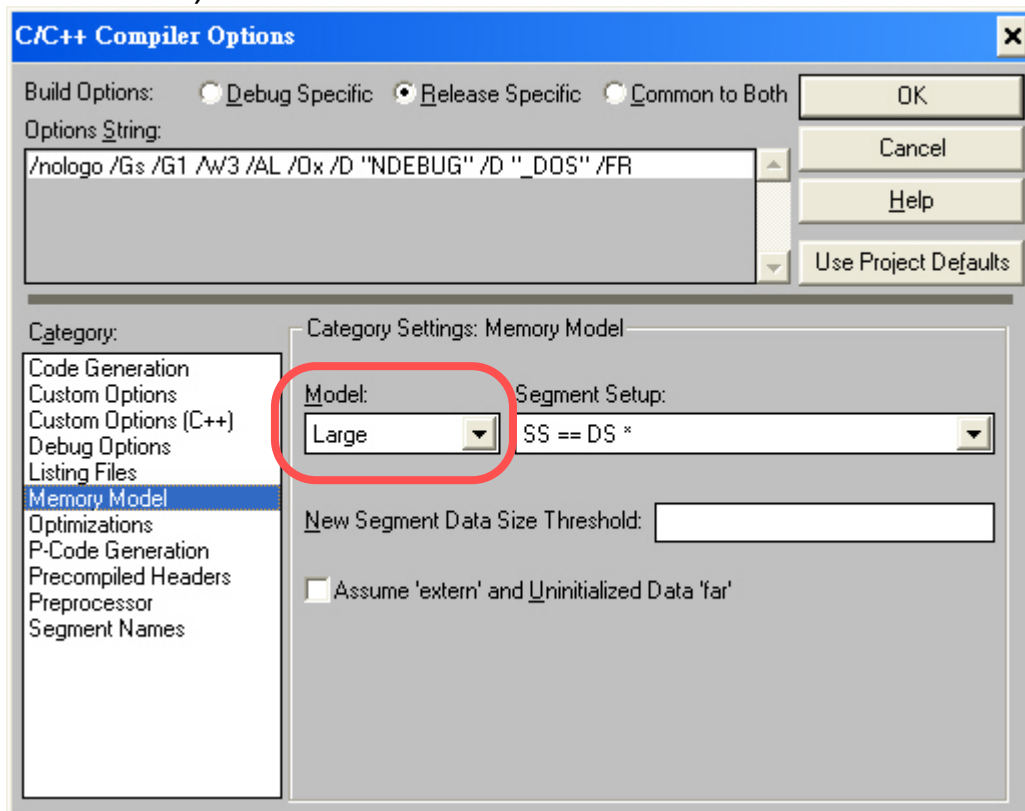 C/C++ Compiler Options
Build Options: Debug Specific Release Specific Common to Both
OK
Options String:
/nologo /Gs /G1 /W3 /AL /Ox /D "NDEBUG" /D "_DOS" /FR
Cancel
Help
Use Project Defaults
Category:
Code Generation
Custom Options
Custom Options (C++)
Debug Options
Listing Files
Memory Model
Optimizations
P-Code Generation
Precompiled Headers
Preprocessor
Segment Names
Category Settings: Memory Model
Model: Segment Setup:
Large SS == DS *
New Segment Data Size Threshold:
Assume 'extern' and Uninitialized Data 'far'